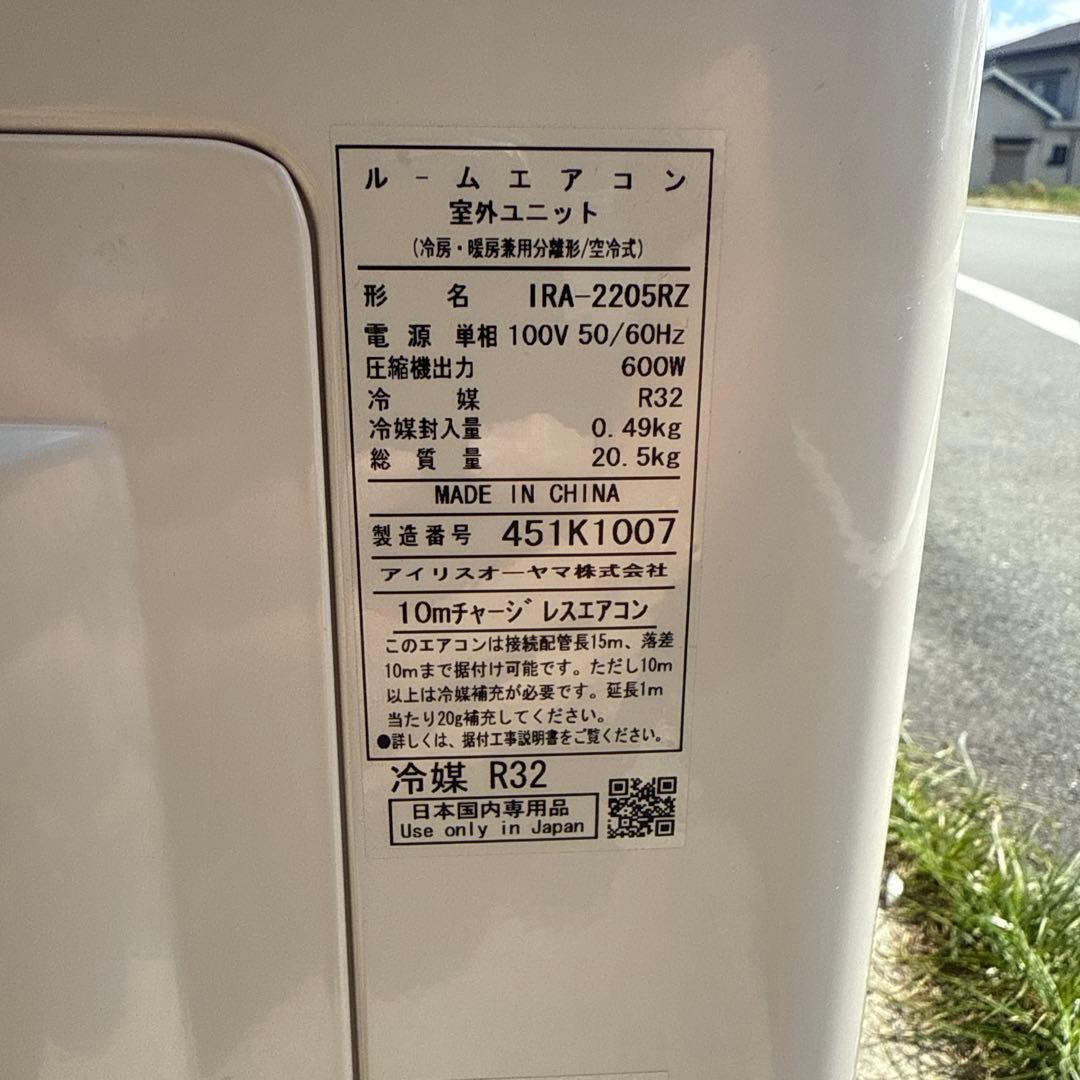 ルームエアコン
室外ユニット
(冷房・暖房兼用分離形/空冷式)
形名 IRA-2205RZ
電源 単相 100V 50/60Hz
圧縮機出力 600W
冷媒 R32
冷媒封入量 0.49kg
総質量 20.5kg
MADE IN CHINA
製造番号 451K1007
アイリスオーヤマ株式会社
10mチャージレスエアコン
このエアコンは接続配管長15m、落差
10mまで据付け可能です。ただし10m
以上は冷媒補充が必要です。延長1m
当たり20g補充してください。
●詳しくは、据付工事説明書をご覧ください。
冷媒 R32
日本国内専用品
Use only in Japan